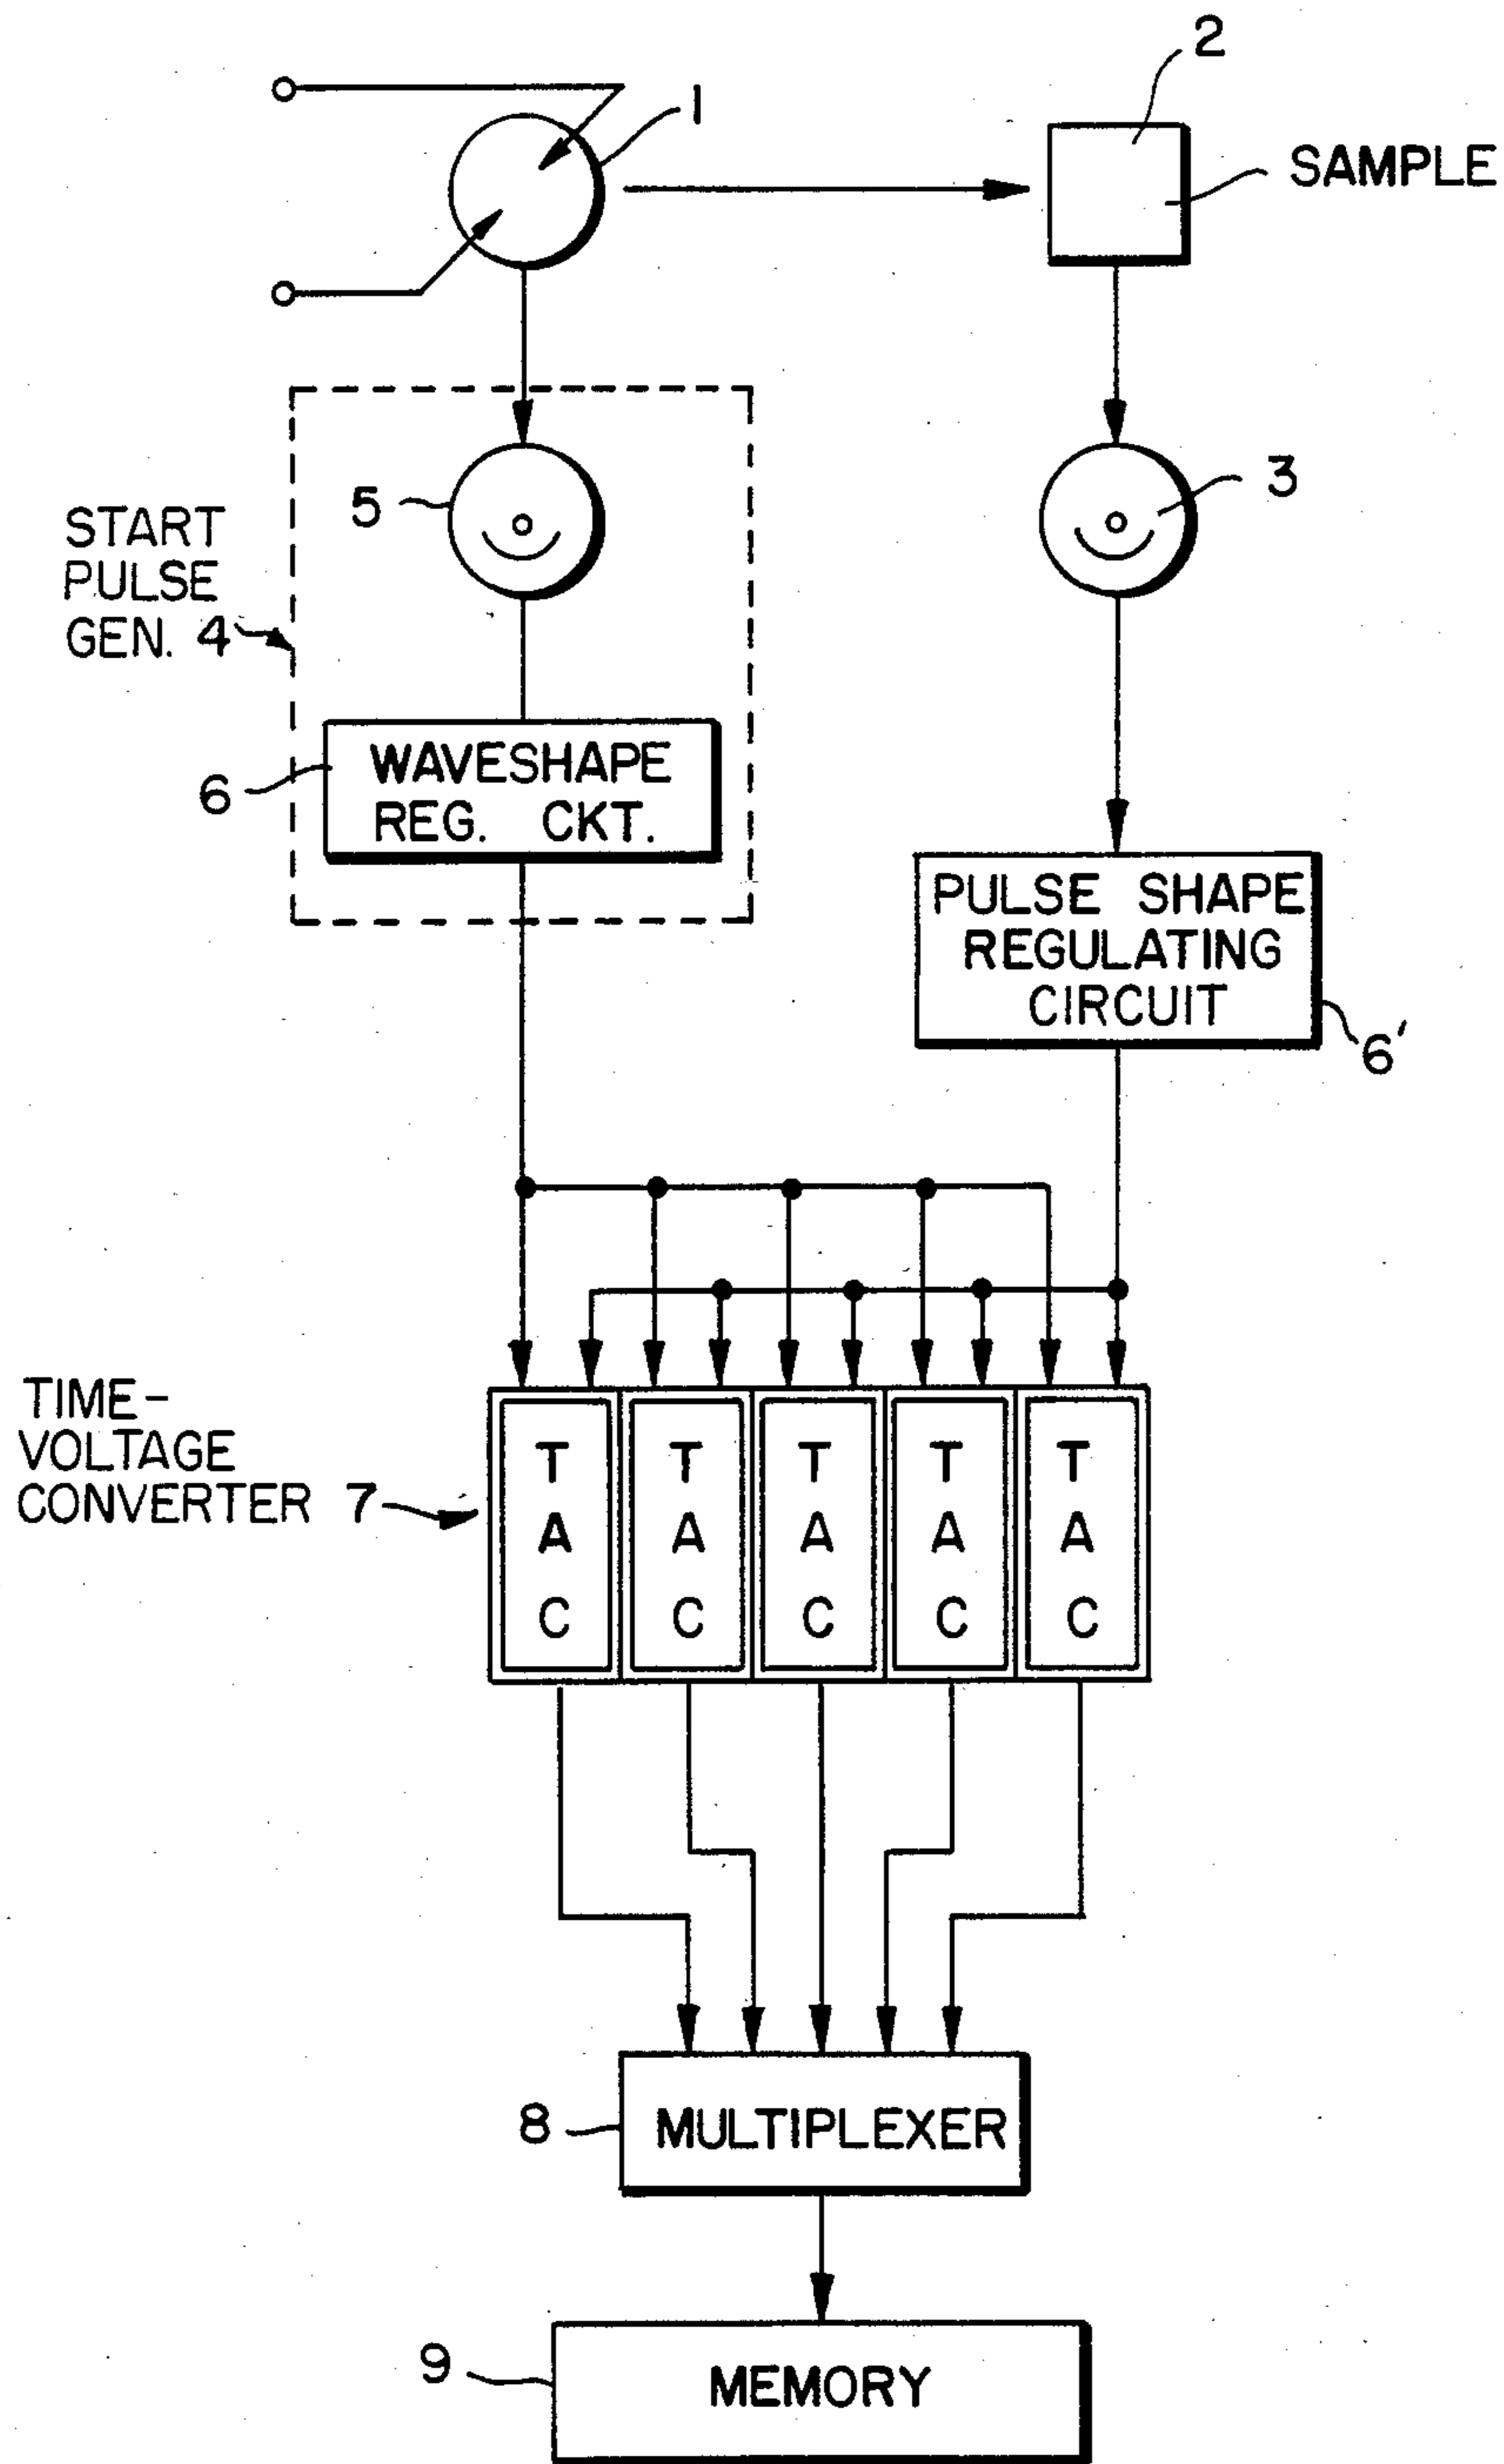 2
1
SAMPLE
5
3
START
PULSE
GEN. 4
6
WAVESHAPE
REG. CKT.
PULSE SHAPE
REGULATING
CIRCUIT
6'
TIME-
VOLTAGE
CONVERTER 7
T
A
C
T
A
C
T
A
C
T
A
C
T
A
C
8
MULTIPLEXER
9
MEMORY